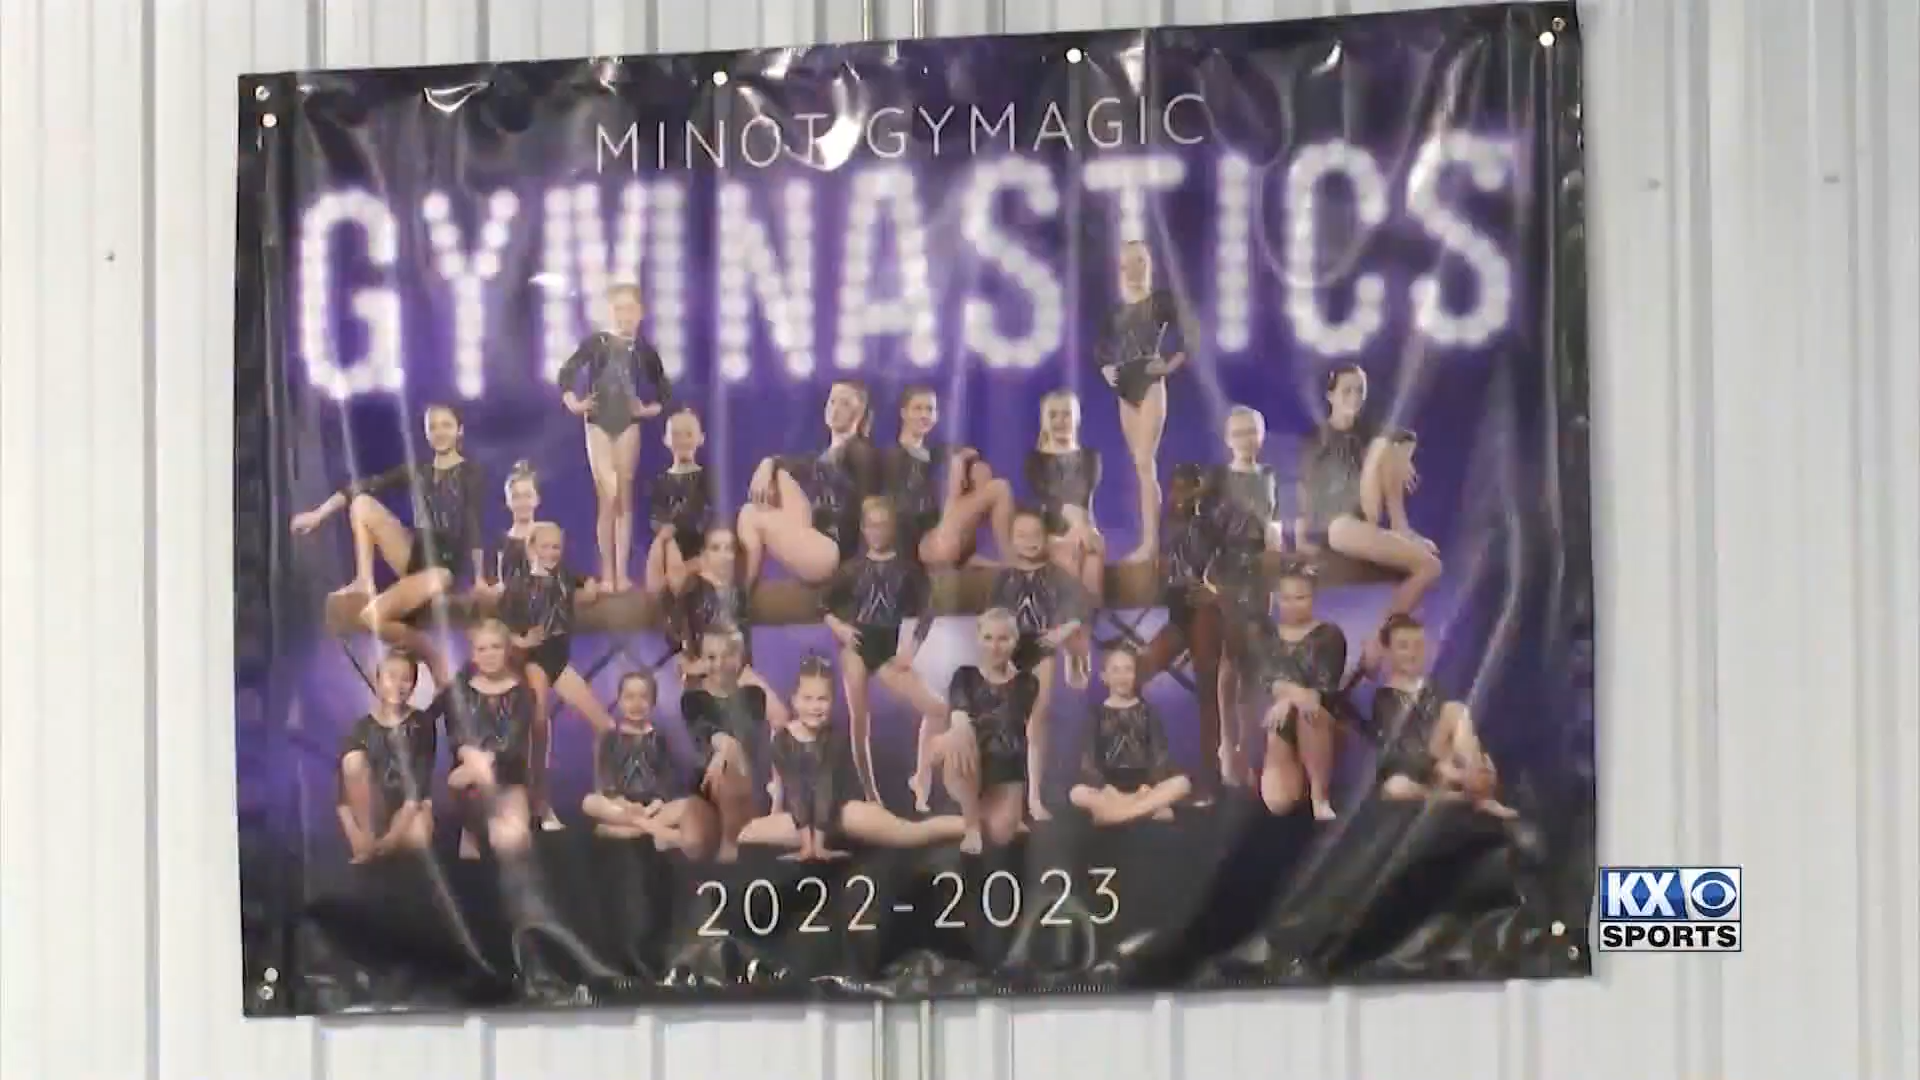 MINOT GYMAGIC
GYMNASTICS
2022-2023
KX
SPORTS